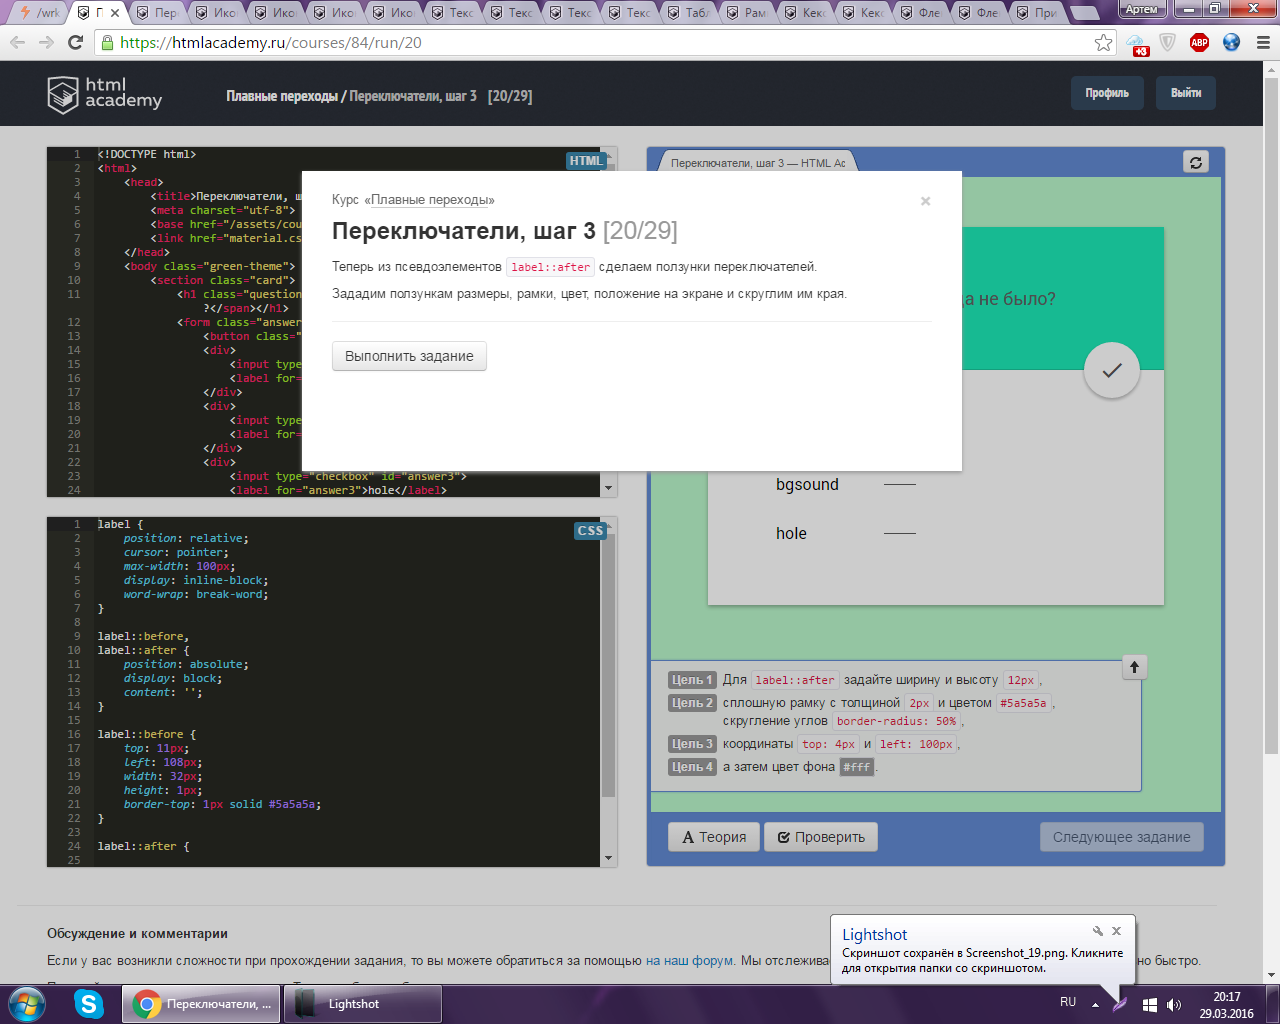 /wrk
П
Пере
Ико
Ико
Ико
Ико
Текс
Текс
Текс
Текс
Табл
Рам
Кекс
Кекс
Фле
Фле
При
Артем
https://htmlacademy.ru/courses/84/run/20
+3
ABP
html
academy
Плавные переходы / Переключатели, шаг 3 [20/29]
Профиль
Выйти
HTML
1 <!DOCTYPE html>
2 <html>
3 <head>
4 <title>Переключатели, ш
5 <meta charset="utf-8">
6 <base href="/assets/cou
7 <link href="material.cs
8 </head>
9 <body class="green-theme">
10 <section class="card">
11 <h1 class="question
?</span></h1>
12 <form class="answer
13 <button class="
14 <div>
15 <input type
16 <label for=
17 </div>
18 <div>
19 <input type
20 <label for=
21 </div>
22 <div>
23 <input type="checkbox" id="answer3">
24 <label for="answer3">hole</label>
Курс «Плавные переходы»
×
Переключатели, шаг 3 [20/29]
Теперь из псевдоэлементов label::after сделаем ползунки переключателей.
Зададим ползункам размеры, рамки, цвет, положение на экране и скруглим им края.
Выполнить задание
CSS
1 label {
2 position: relative;
3 cursor: pointer;
4 max-width: 100px;
5 display: inline-block;
6 word-wrap: break-word;
7 }
8
9 label::before,
10 label::after {
11 position: absolute;
12 display: block;
13 content: '';
14 }
15
16 label::before {
17 top: 11px;
18 left: 108px;
19 width: 32px;
20 height: 1px;
21 border-top: 1px solid #5a5a5a;
22 }
23
24 label::after {
25
Переключатели, шаг 3 — HTML Ac
да не было?
bgsound
hole
Цель 1 Для label::after задайте ширину и высоту 12px,
Цель 2 сплошную рамку с толщиной 2px и цветом #5a5a5a,
скругление углов border-radius: 50%,
Цель 3 координаты top: 4px и left: 100px,
Цель 4 а затем цвет фона #fff.
Теория
Проверить
Следующее задание
Обсуждение и комментарии
Если у вас возникли сложности при прохождении задания, то вы можете обратиться за помощью на наш форум. Мы отслежива
но быстро.
Lightshot
Скриншот сохранён в Screenshot_19.png. Кликните
для открытия папки со скриншотом.
Переключатели, ...
Lightshot
RU
20:17
29.03.2016